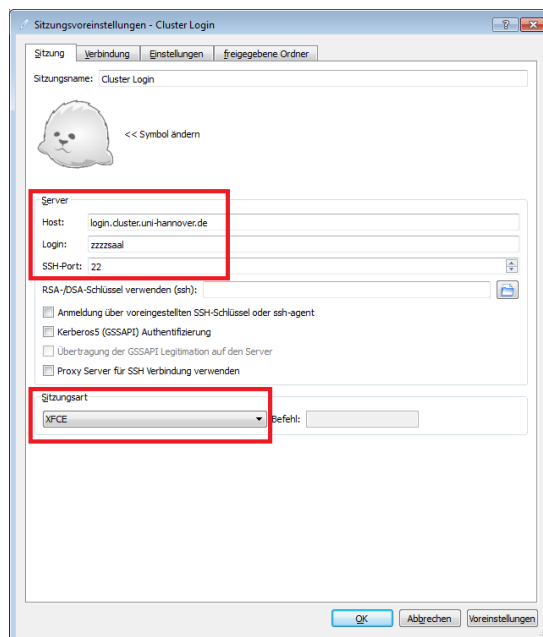 Sitzungsvoreinstellungen - Cluster Login
Sitzung Verbindung Einstellungen freigegebene Ordner
Sitzungsname: Cluster Login
<< Symbol ändern
Server
Host: login.cluster.uni-hannover.de
Login: zzzzsaal
SSH-Port: 22
RSA-/DSA-Schlüssel verwenden (ssh):
Anmeldung über voreingestellten SSH-Schlüssel oder ssh-agent
Kerberos5 (GSSAPI) Authentifizierung
Übertragung der GSSAPI Legitimation auf den Server
Proxy Server für SSH Verbindung verwenden
Sitzungsart
XFCE Befehl:
OK Abbrechen Voreinstellungen